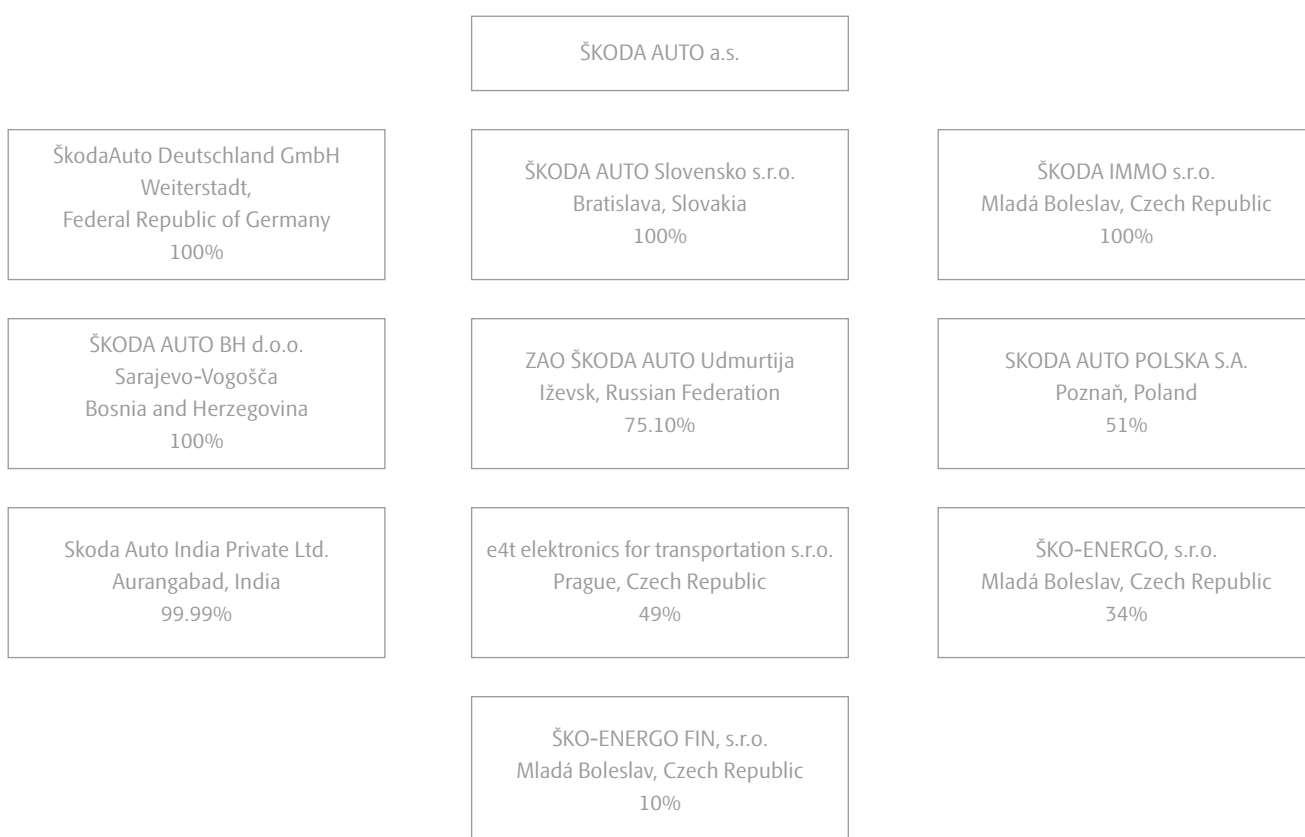 ŠKODA AUTO a.s.
ŠkodaAuto Deutschland GmbH
Weiterstadt,
Federal Republic of Germany
100%
ŠKODA AUTO Slovensko s.r.o.
Bratislava, Slovakia
100%
ŠKODA IMMO s.r.o.
Mladá Boleslav, Czech Republic
100%
ŠKODA AUTO BH d.o.o.
Sarajevo-Vogošča
Bosnia and Herzegovina
100%
ZAO ŠKODA AUTO Udmurtija
Iževsk, Russian Federation
75.10%
SKODA AUTO POLSKA S.A.
Poznaň, Poland
51%
Skoda Auto India Private Ltd.
Aurangabad, India
99.99%
e4t elektronics for transportation s.r.o.
Prague, Czech Republic
49%
ŠKO-ENERGO, s.r.o.
Mladá Boleslav, Czech Republic
34%
ŠKO-ENERGO FIN, s.r.o.
Mladá Boleslav, Czech Republic
10%